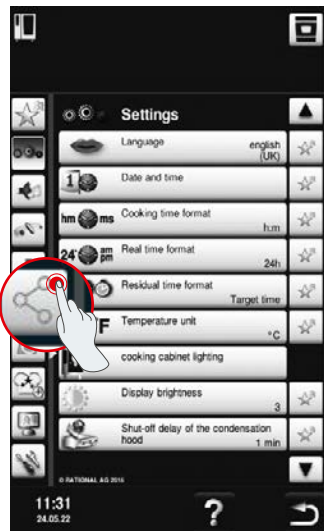 Settings
Language
english
(UK)
1
Date and time
hm ms
Cooking time format
h:m
24 am
pm
Real time format
24h
Residual time format
Target time
F
Temperature unit
°C
cooking cabinet lighting
Display brightness
3
Shut-off delay of the condensation
hood
1 min
© RATIONAL AG 2015
11:31
24.05.22
?